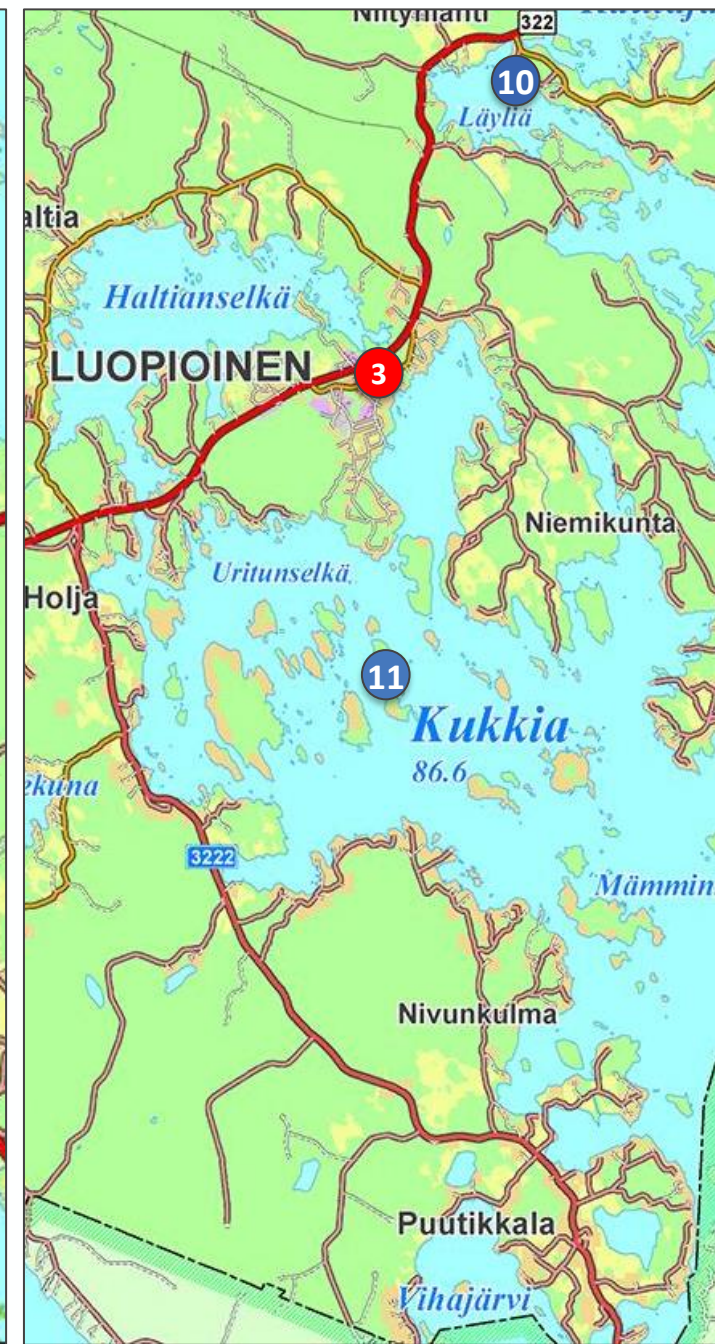 322
10
Läyliä
altia
Haltianselkä
LUOPIOINEN
3
Niemikunta
Uritunselkä
Holja
11
Kukkia
86.6
ekuna
3222
Mämmin
Nivunkulma
Puutikkala
Vihajärvi